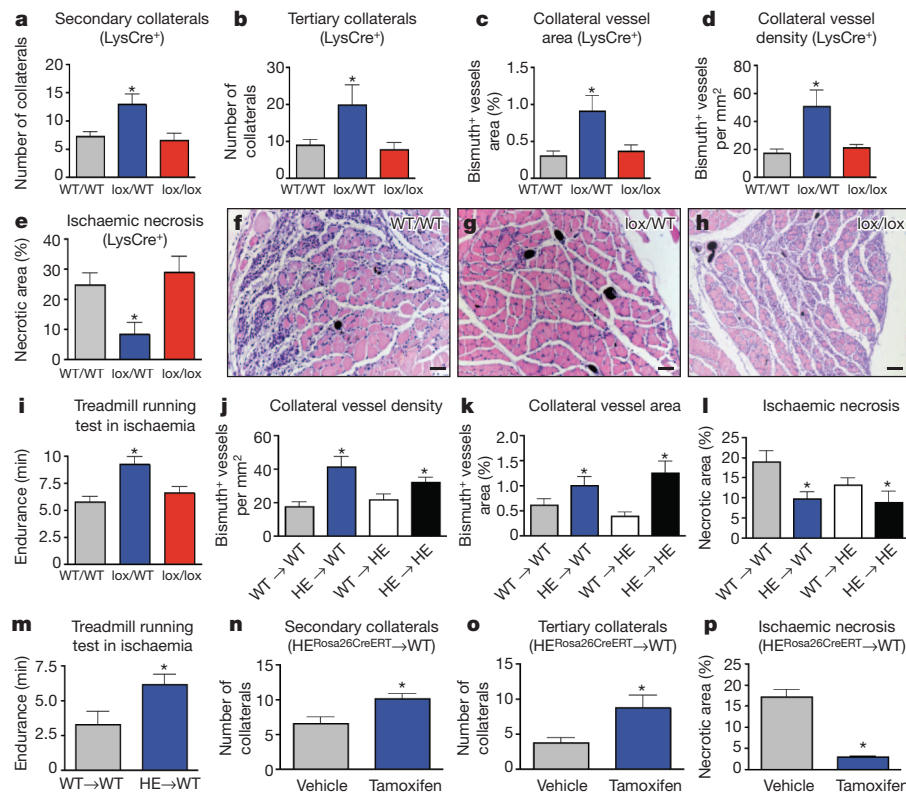 a Secondary collaterals
(LysCre+)
Number of collaterals
20
15
10
5
0
WT/WT lox/WT lox/lox
*
b Tertiary collaterals
(LysCre+)
Number of
collaterals
30
20
10
0
WT/WT lox/WT lox/lox
*
c Collateral vessel
area (LysCre+)
Bismuth+ vessels
area (%)
1.5
1.0
0.5
0
WT/WT lox/WT lox/lox
*
d Collateral vessel
density (LysCre+)
Bismuth+ vessels
per mm2
80
60
40
20
0
WT/WT lox/WT lox/lox
*
e Ischaemic necrosis
(LysCre+)
Necrotic area (%)
40
30
20
10
0
WT/WT lox/WT lox/lox
*
f WT/WT
g lox/WT
h lox/lox
i Treadmill running
test in ischaemia
Endurance (min)
10.0
7.5
5.0
2.5
0
WT/WT lox/WT lox/lox
*
j Collateral vessel density
Bismuth+ vessels
per mm2
60
40
20
0
WT → WT HE → WT WT → HE HE → HE
* *
k Collateral vessel area
Bismuth+ vessels
area (%)
2.0
1.5
1.0
0.5
0
WT → WT HE → WT WT → HE HE → HE
* *
l Ischaemic necrosis
Necrotic area (%)
25
20
15
10
5
0
WT → WT HE → WT WT → HE HE → HE
* *
m Treadmill running
test in ischaemia
Endurance (min)
7.5
5.0
2.5
0
WT→WT HE→WT
*
n Secondary collaterals
(HERosa26CreERT→WT)
Number of
collaterals
15
10
5
0
Vehicle Tamoxifen
*
o Tertiary collaterals
(HERosa26CreERT→WT)
Number of
collaterals
15
10
5
0
Vehicle Tamoxifen
*
p Ischaemic necrosis
(HERosa26CreERT→WT)
Necrotic area (%)
20
15
10
5
0
Vehicle Tamoxifen
*